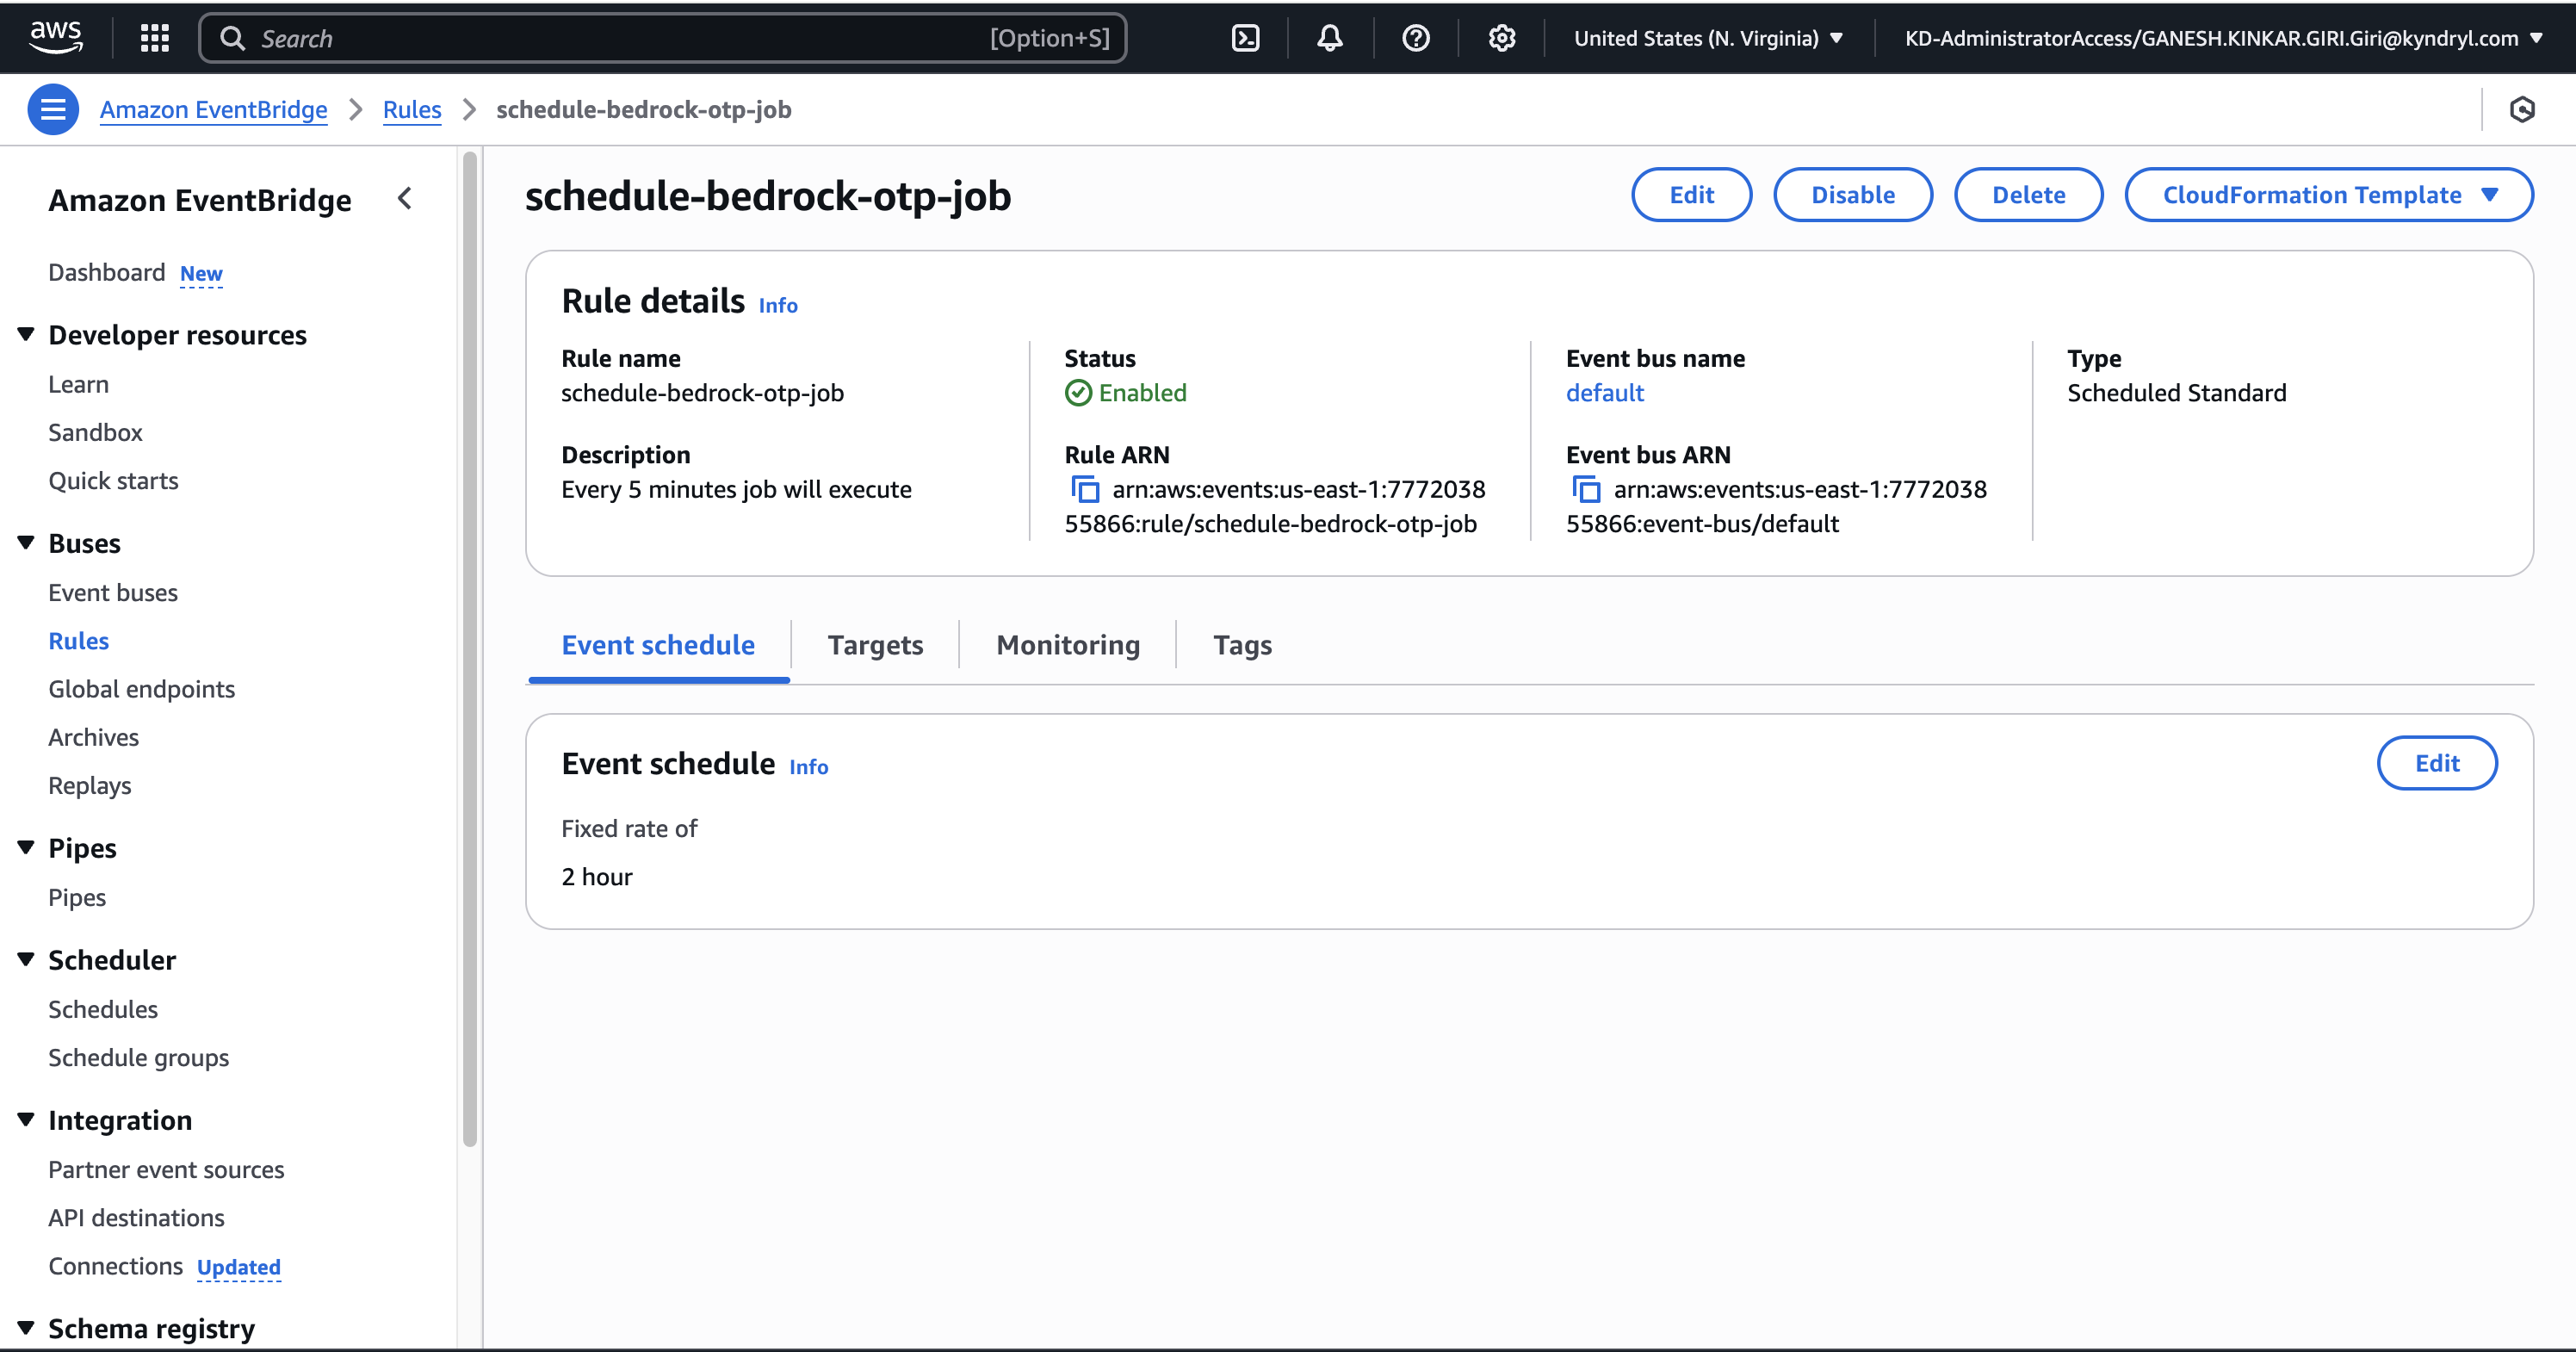 aws
Search
[Option+S]
United States (N. Virginia)
KD-AdministratorAccess/GANESH.KINKAR.GIRI.Giri@kyndryl.com
Amazon EventBridge
Rules
schedule-bedrock-otp-job
Amazon EventBridge
Dashboard New
Developer resources
Learn
Sandbox
Quick starts
Buses
Event buses
Rules
Global endpoints
Archives
Replays
Pipes
Pipes
Scheduler
Schedules
Schedule groups
Integration
Partner event sources
API destinations
Connections Updated
Schema registry
schedule-bedrock-otp-job
Edit
Disable
Delete
CloudFormation Template
Rule details Info
Rule name
schedule-bedrock-otp-job
Description
Every 5 minutes job will execute
Status
Enabled
Rule ARN
arn:aws:events:us-east-1:7772038
55866:rule/schedule-bedrock-otp-job
Event bus name
default
Event bus ARN
arn:aws:events:us-east-1:7772038
55866:event-bus/default
Type
Scheduled Standard
Event schedule
Targets
Monitoring
Tags
Event schedule Info
Edit
Fixed rate of
2 hour